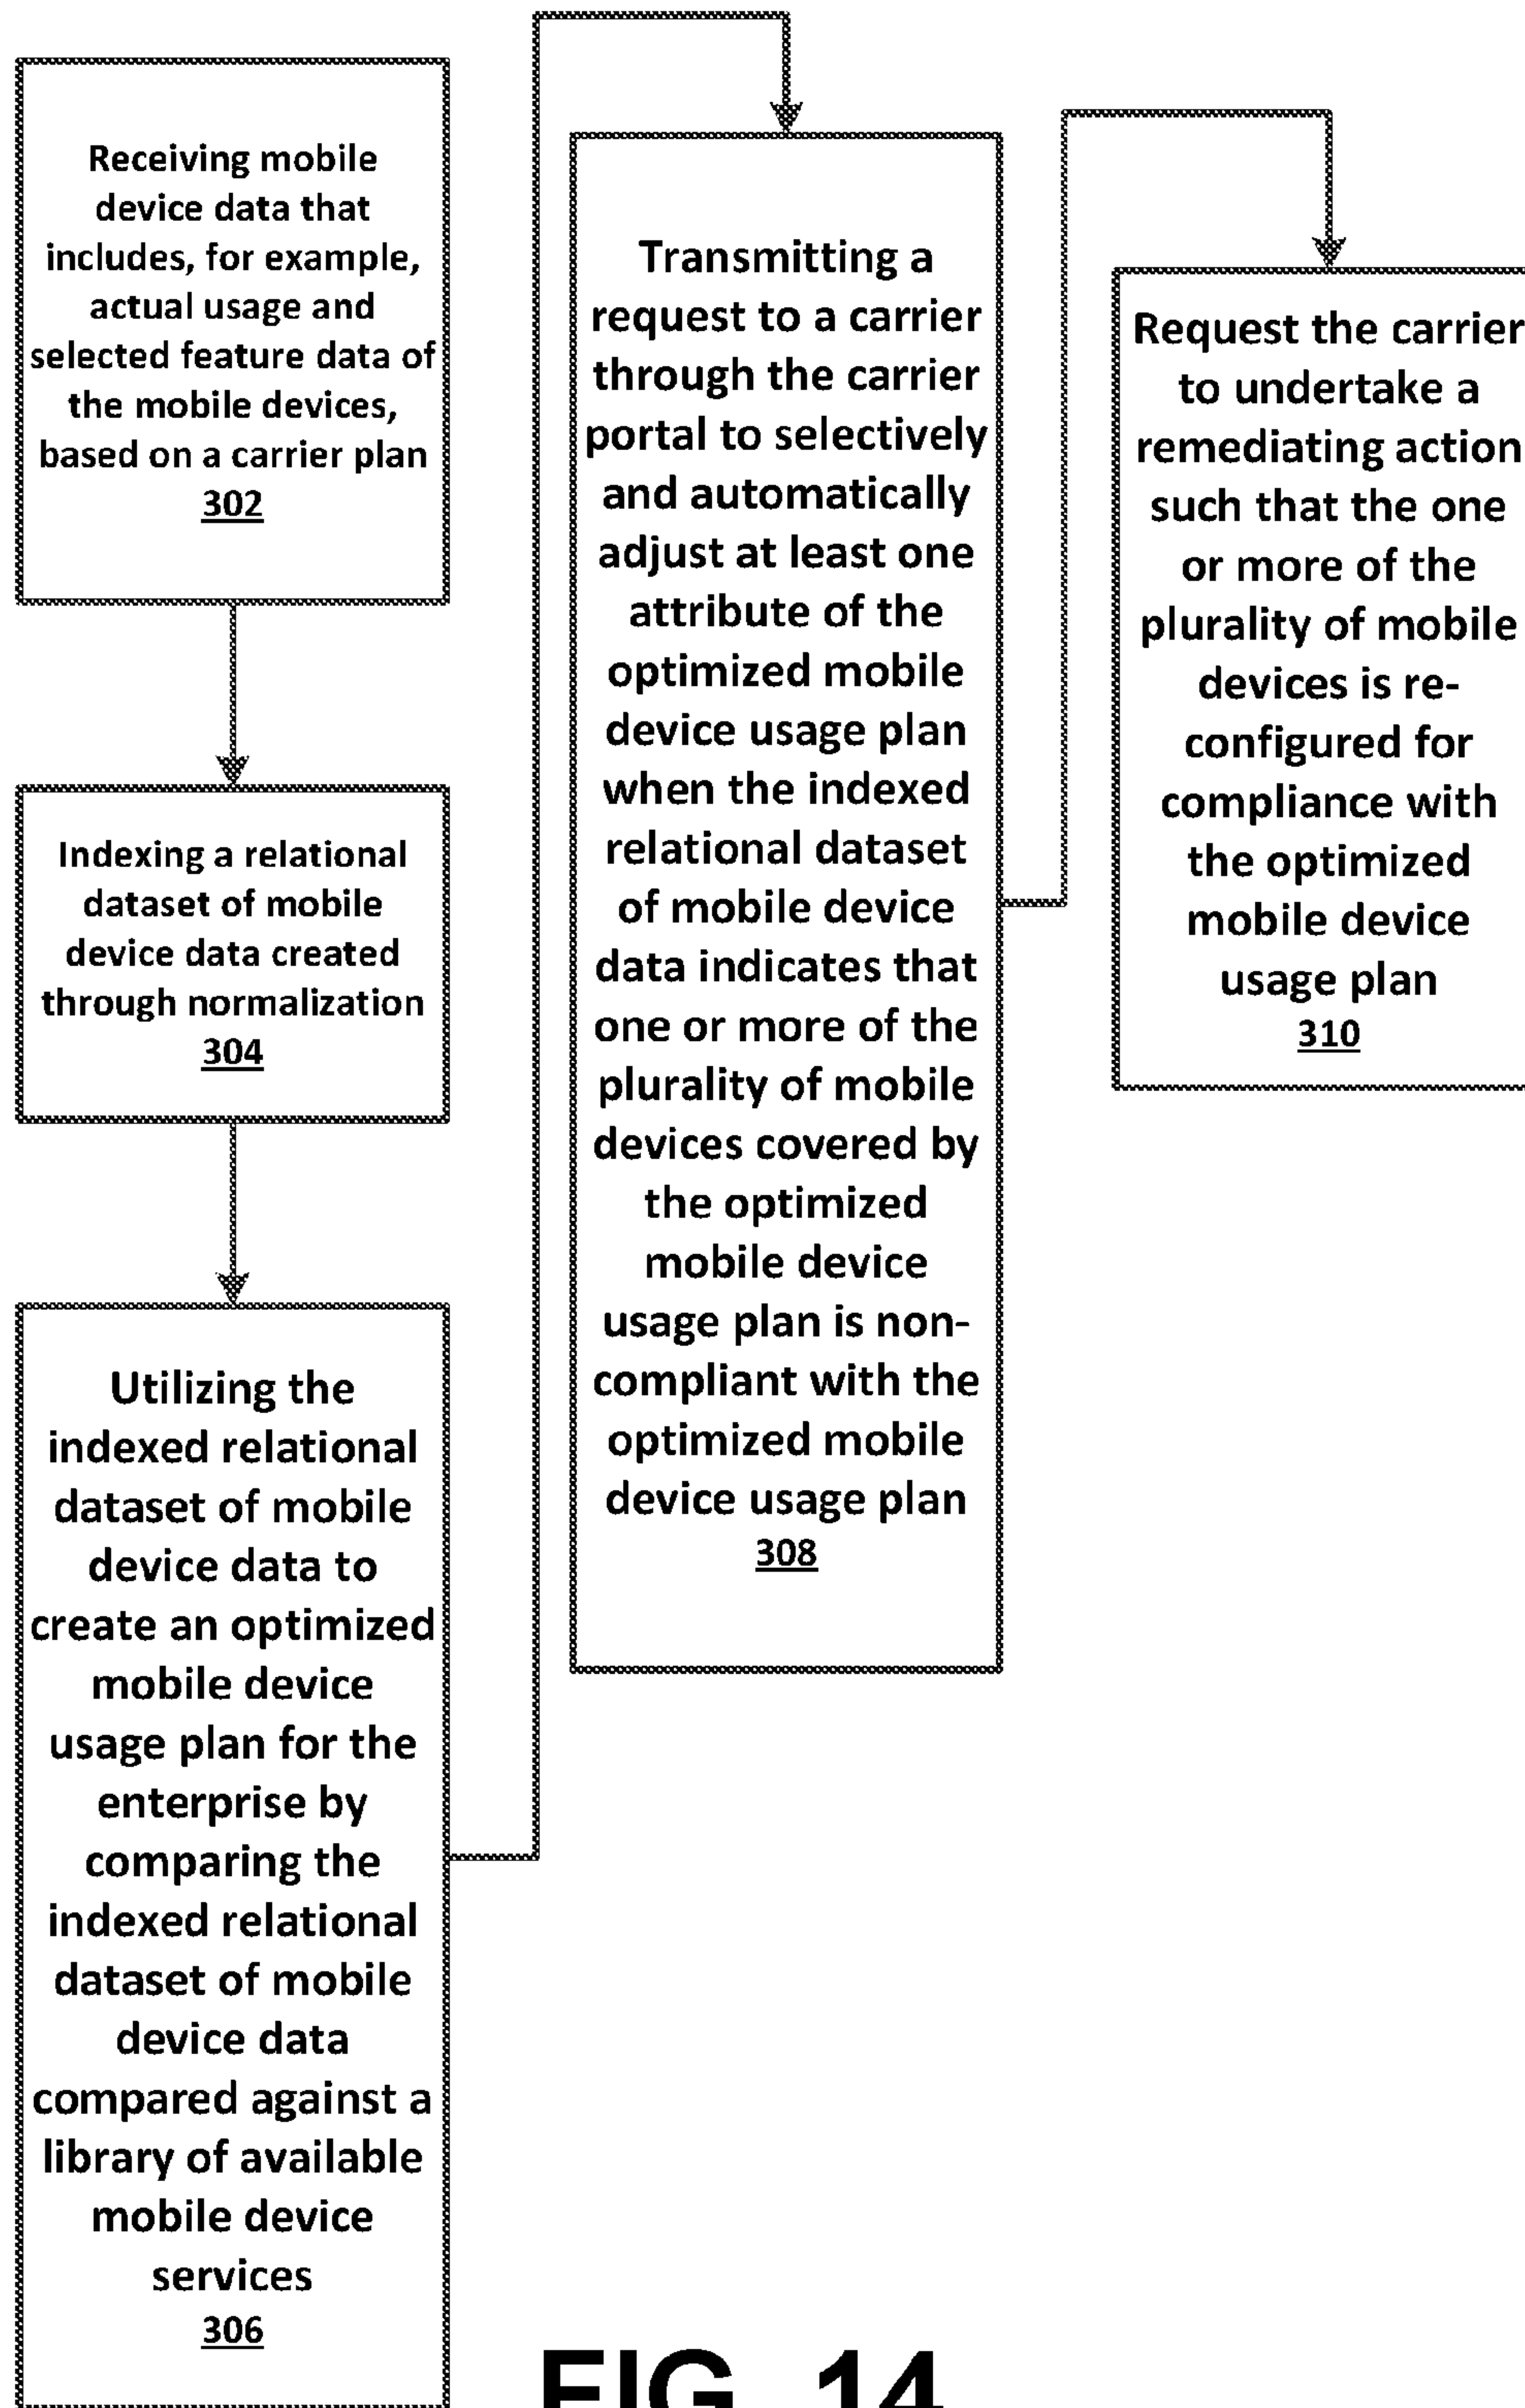 Receiving mobile
device data that
includes, for example,
actual usage and
selected feature data of
the mobile devices,
based on a carrier plan
302
Indexing a relational
dataset of mobile
device data created
through normalization
304
Utilizing the
indexed relational
dataset of mobile
device data to
create an optimized
mobile device
usage plan for the
enterprise by
comparing the
indexed relational
dataset of mobile
device data
compared against a
library of available
mobile device
services
306
Transmitting a
request to a carrier
through the carrier
portal to selectively
and automatically
adjust at least one
attribute of the
optimized mobile
device usage plan
when the indexed
relational dataset
of mobile device
data indicates that
one or more of the
plurality of mobile
devices covered by
the optimized
mobile device
usage plan is non-
compliant with the
optimized mobile
device usage plan
308
Request the carrier
to undertake a
remediating action
such that the one
or more of the
plurality of mobile
devices is re-
configured for
compliance with
the optimized
mobile device
usage plan
310
FIG. 14